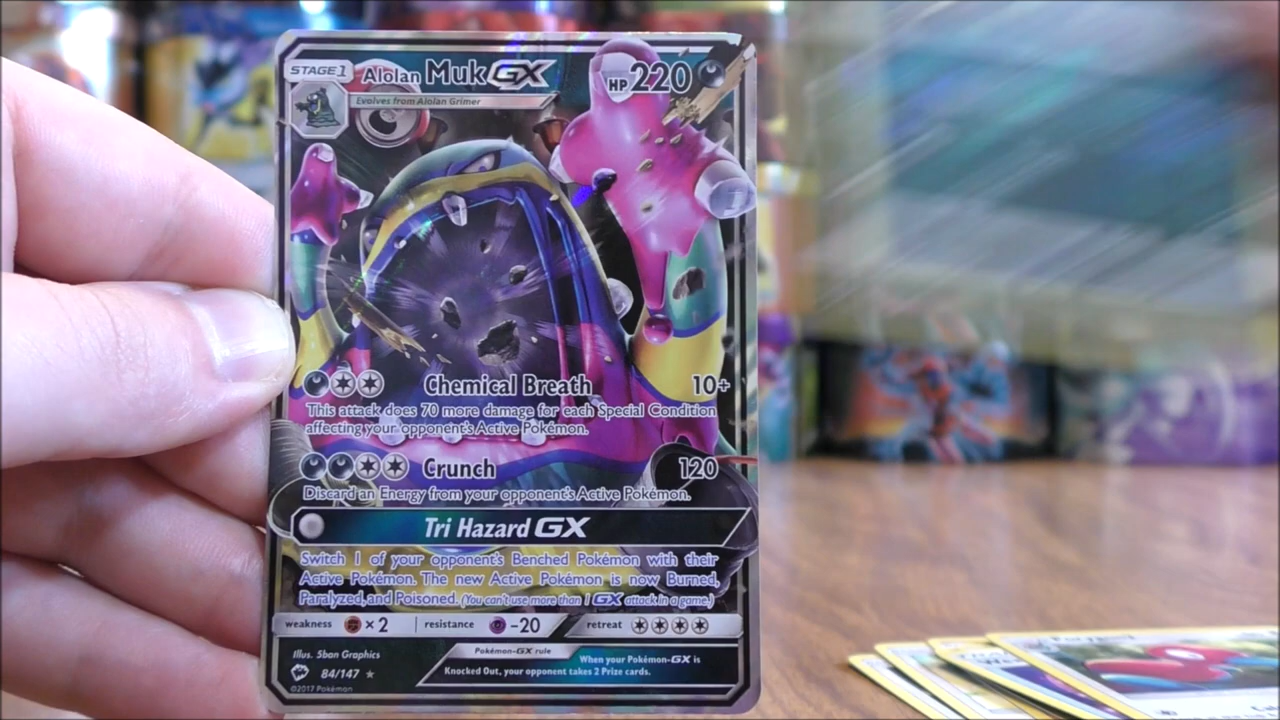 STAGE1 Alolan Muk GX HP 220
Evolves from Alolan Grimer
Chemical Breath 10+
This attack does 70 more damage for each Special Condition
affecting your opponent's Active Pokémon.
Crunch 120
Discard an Energy from your opponent's Active Pokémon.
Tri Hazard GX
Switch 1 of your opponent's Benched Pokémon with their
Active Pokémon. The new Active Pokémon is now Burned,
Paralyzed, and Poisoned. (You can't use more than 1 GX attack in a game.)
weakness ×2 resistance -20 retreat
Illus. 5ban Graphics
Pokémon-GX rule
When your Pokémon-GX is
Knocked Out, your opponent takes 2 Prize cards.
84/147
©2017 Pokémon